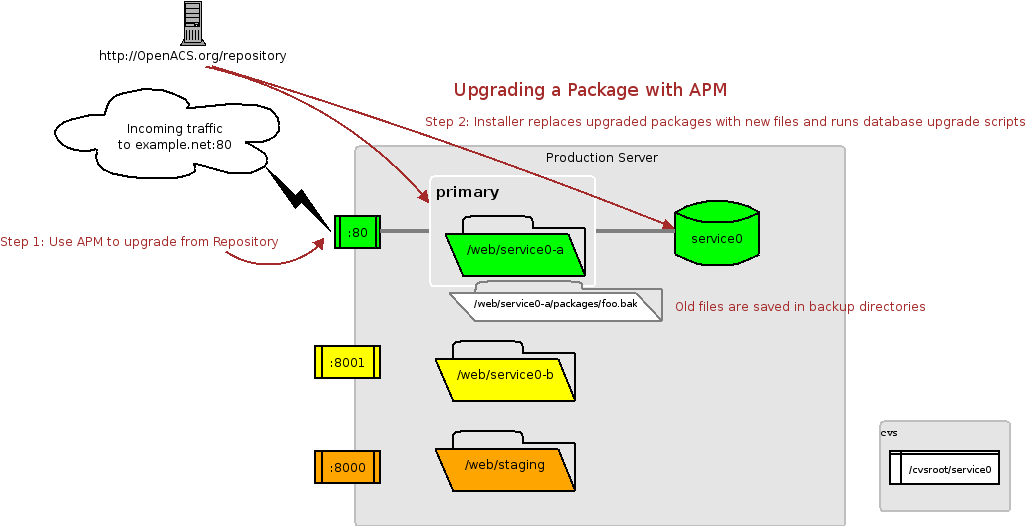 http://OpenACS.org/repository
Upgrading a Package with APM
Step 2: Installer replaces upgraded packages with new files and runs database upgrade scripts
Incoming traffic
to example.net:80
Production Server
primary
:80
/web/service0-a
service0
Step 1: Use APM to upgrade from Repository
/web/service0-a/packages/foo.bak
Old files are saved in backup directories
:8001
/web/service0-b
:8000
/web/staging
cvs
/cvsroot/service0